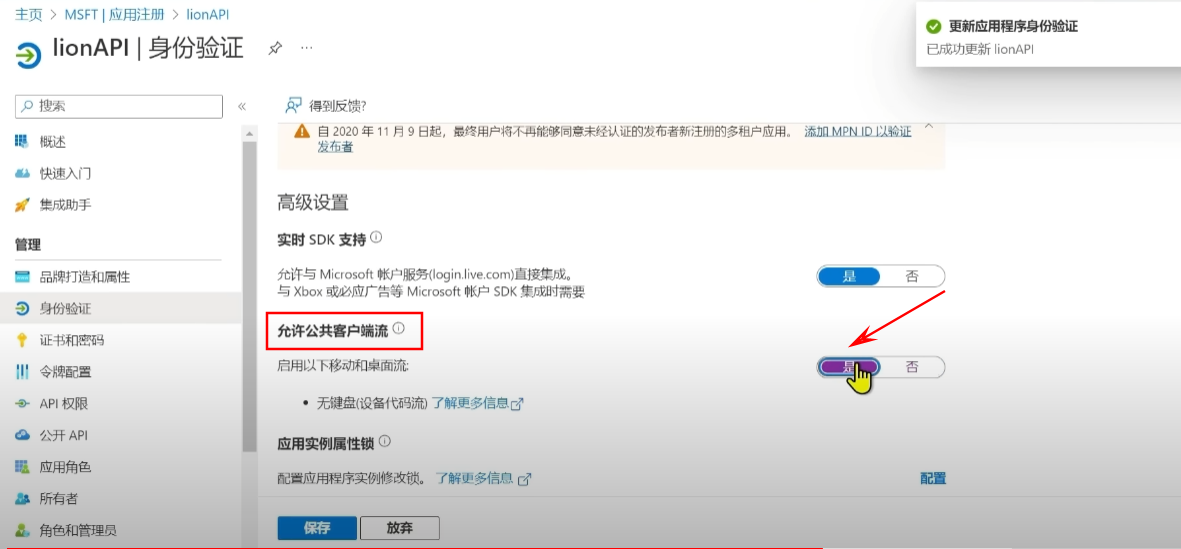 主页 > MSFT | 应用注册 > lionAPI
lionAPI | 身份验证
更新应用程序身份验证
已成功更新 lionAPI
搜索
概述
快速入门
集成助手
管理
品牌打造和属性
身份验证
证书和密码
令牌配置
API 权限
公开 API
应用角色
所有者
角色和管理员
得到反馈?
自 2020 年 11 月 9 日起，最终用户将不再能够同意未经认证的发布者新注册的多租户应用。 添加 MPN ID 以验证
发布者
高级设置
实时 SDK 支持
允许与 Microsoft 帐户服务(login.live.com)直接集成。
与 Xbox 或必应广告等 Microsoft 帐户 SDK 集成时需要
是 否
允许公共客户端流
启用以下移动和桌面流:
是 否
• 无键盘(设备代码流) 了解更多信息
应用实例属性锁
配置应用程序实例修改锁。 了解更多信息
配置
保存 放弃